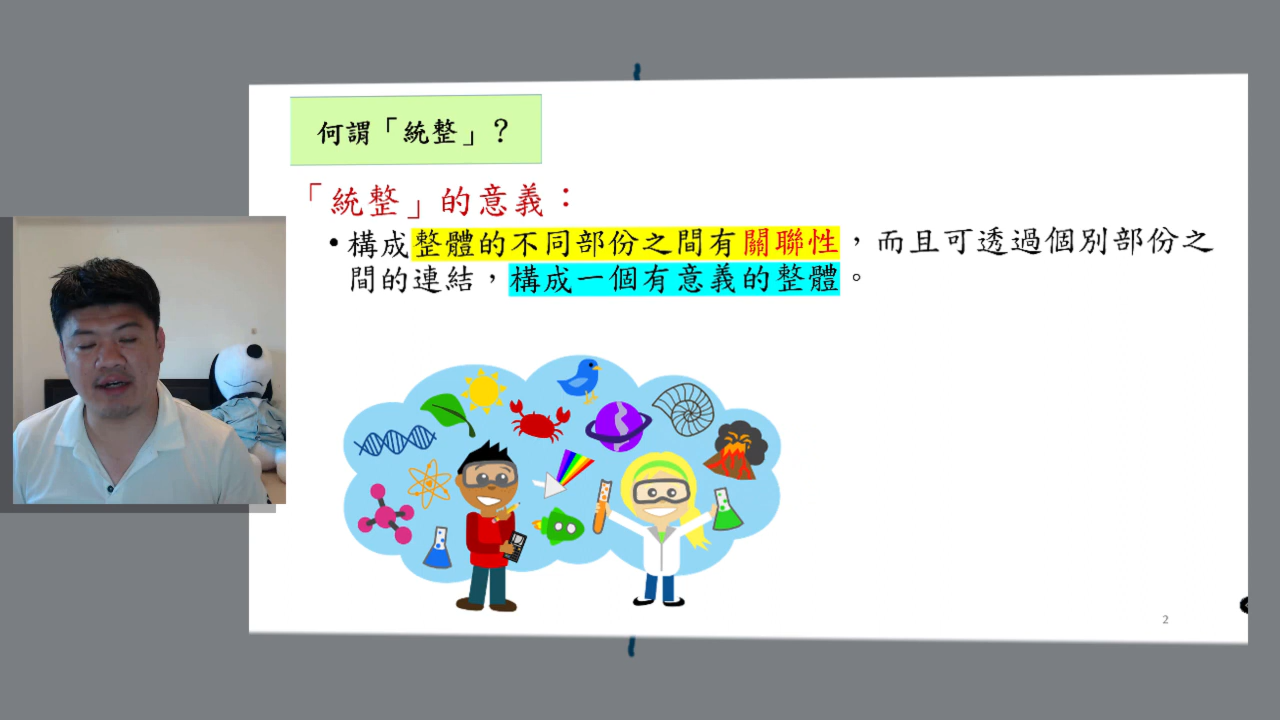 何謂「統整」？
「統整」的意義：
•構成整體的不同部份之間有關聯性，而且可透過個別部份之
間的連結，構成一個有意義的整體。
2